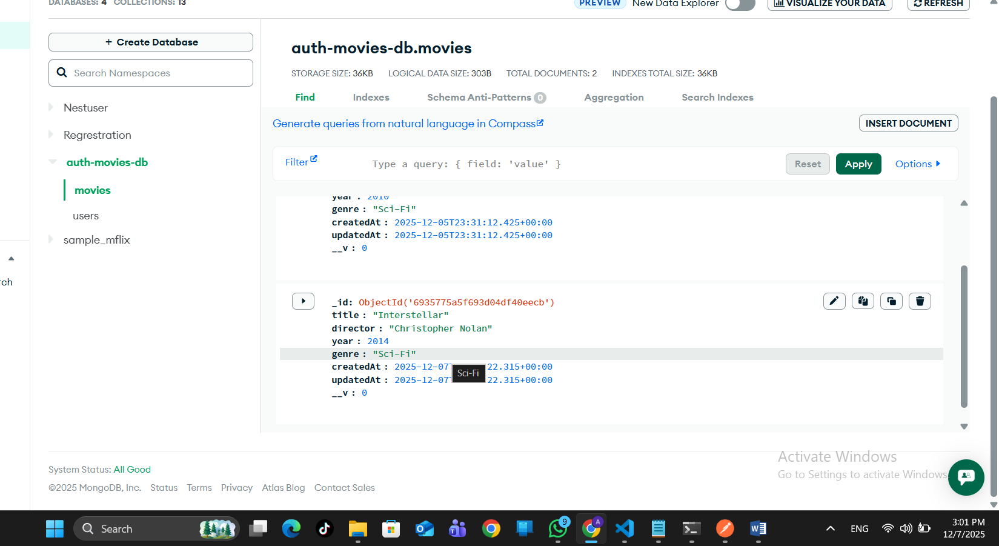 DATABASES: 4 COLLECTIONS: 13
PREVIEW New Data Explorer
VISUALIZE YOUR DATA
REFRESH
+ Create Database
Search Namespaces
Nestuser
Regrestration
auth-movies-db
movies
users
sample_mflix
rch
auth-movies-db.movies
STORAGE SIZE: 36KB LOGICAL DATA SIZE: 303B TOTAL DOCUMENTS: 2 INDEXES TOTAL SIZE: 36KB
Find Indexes Schema Anti-Patterns 0 Aggregation Search Indexes
Generate queries from natural language in Compass
INSERT DOCUMENT
Filter Type a query: { field: 'value' } Reset Apply Options
year : 2010
genre : "Sci-Fi"
createdAt : 2025-12-05T23:31:12.425+00:00
updatedAt : 2025-12-05T23:31:12.425+00:00
__v : 0
_id: ObjectId('6935775a5f693d04df40eecb')
title : "Interstellar"
director : "Christopher Nolan"
year : 2014
genre : "Sci-Fi"
createdAt : 2025-12-07 22.315+00:00
Sci-Fi
updatedAt : 2025-12-07 22.315+00:00
__v : 0
System Status: All Good
©2025 MongoDB, Inc. Status Terms Privacy Atlas Blog Contact Sales
Activate Windows
Go to Settings to activate Windows.
Search
9
A
ENG
3:01 PM
12/7/2025